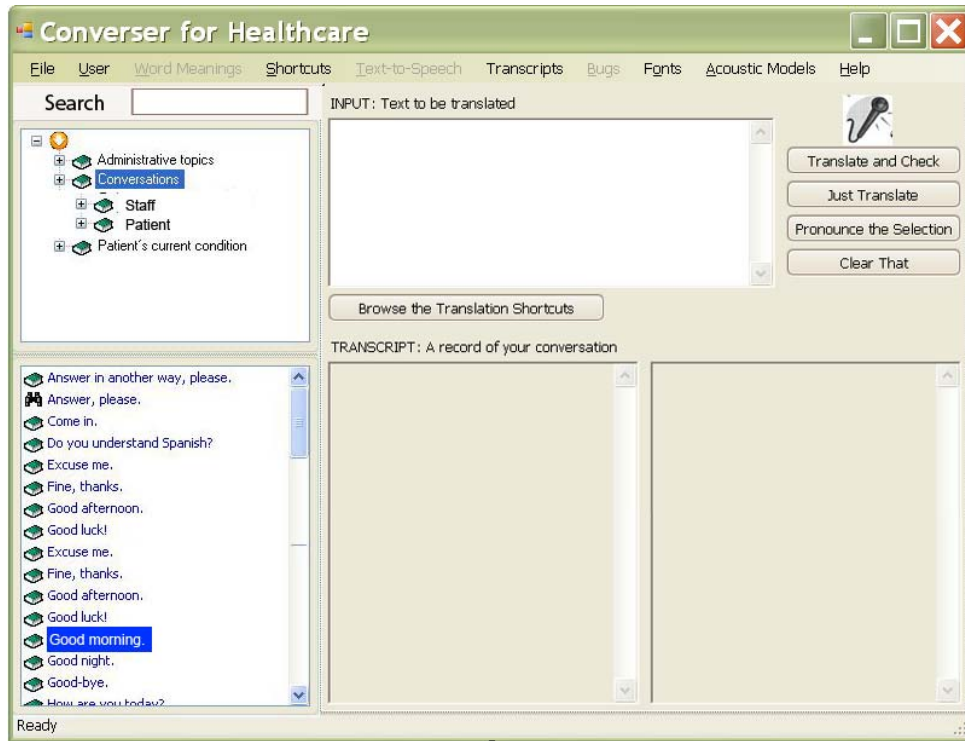 Converser for Healthcare
File User Word Meanings Shortcuts Text-to-Speech Transcripts Bugs Fonts Acoustic Models Help
Search
Administrative topics
Conversations
Staff
Patient
Patient´s current condition
Answer in another way, please.
Answer, please.
Come in.
Do you understand Spanish?
Excuse me.
Fine, thanks.
Good afternoon.
Good luck!
Excuse me.
Fine, thanks.
Good afternoon.
Good luck!
Good morning.
Good night.
Good-bye.
How are you today?
INPUT: Text to be translated
Translate and Check
Just Translate
Pronounce the Selection
Clear That
Browse the Translation Shortcuts
TRANSCRIPT: A record of your conversation
Ready